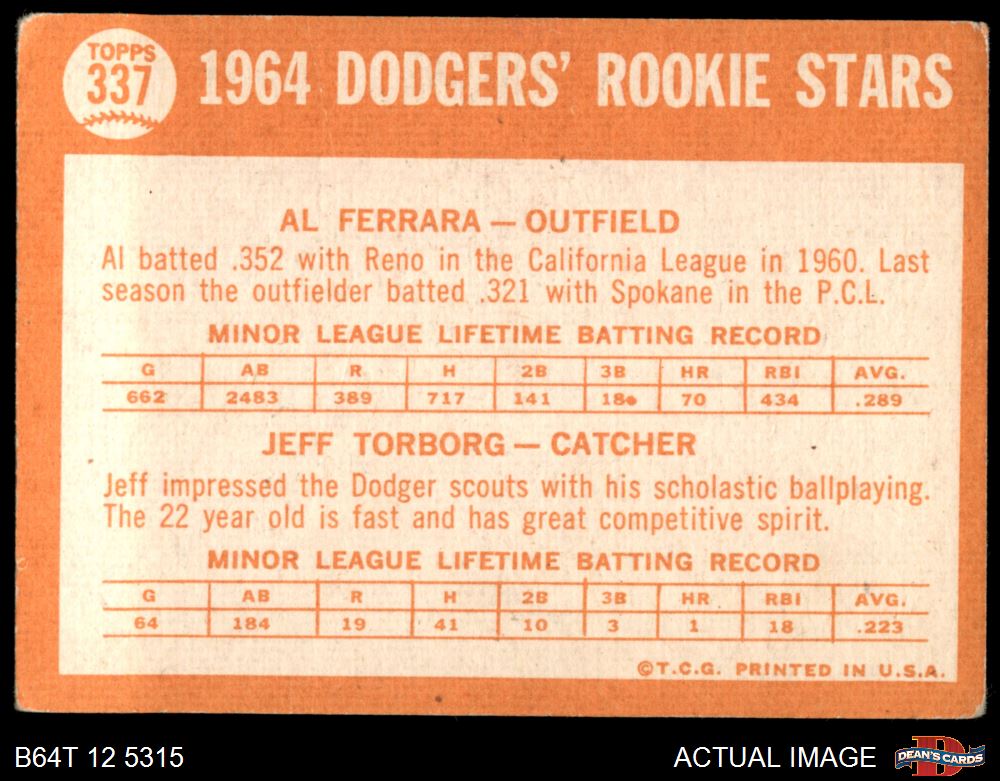 TOPPS
337
1964 DODGERS' ROOKIE STARS
AL FERRARA — OUTFIELD
Al batted .352 with Reno in the California League in 1960. Last
season the outfielder batted .321 with Spokane in the P.C.L.
MINOR LEAGUE LIFETIME BATTING RECORD
G AB R H 2B 3B HR RBI AVG.
662 2483 389 717 141 18 70 434 .289
JEFF TORBORG — CATCHER
Jeff impressed the Dodger scouts with his scholastic ballplaying.
The 22 year old is fast and has great competitive spirit.
MINOR LEAGUE LIFETIME BATTING RECORD
G AB R H 2B 3B HR RBI AVG.
64 184 19 41 10 3 1 18 .223
©T.C.G. PRINTED IN U.S.A.
B64T 12 5315
ACTUAL IMAGE
D
DEAN'S CARDS